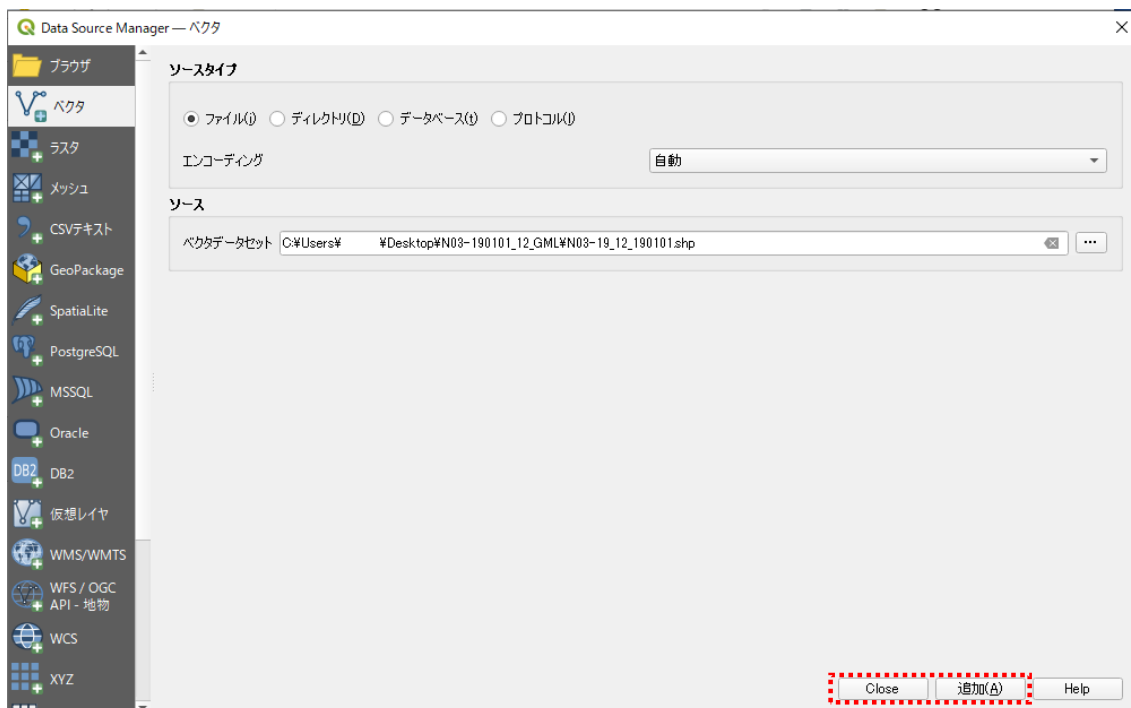 Data Source Manager — ベクタ
ブラウザ
ベクタ
ラスタ
メッシュ
CSVテキスト
GeoPackage
SpatiaLite
PostgreSQL
MSSQL
Oracle
DB2 DB2
仮想レイヤ
WMS/WMTS
WFS / OGC
API - 地物
WCS
XYZ
ソースタイプ
ファイル(i) ディレクトリ(D) データベース(t) プロトコル(l)
エンコーディング 自動
ソース
ベクタデータセット C:¥Users¥ ¥Desktop¥N03-190101_12_GML¥N03-19_12_190101.shp ...
Close 追加(A) Help